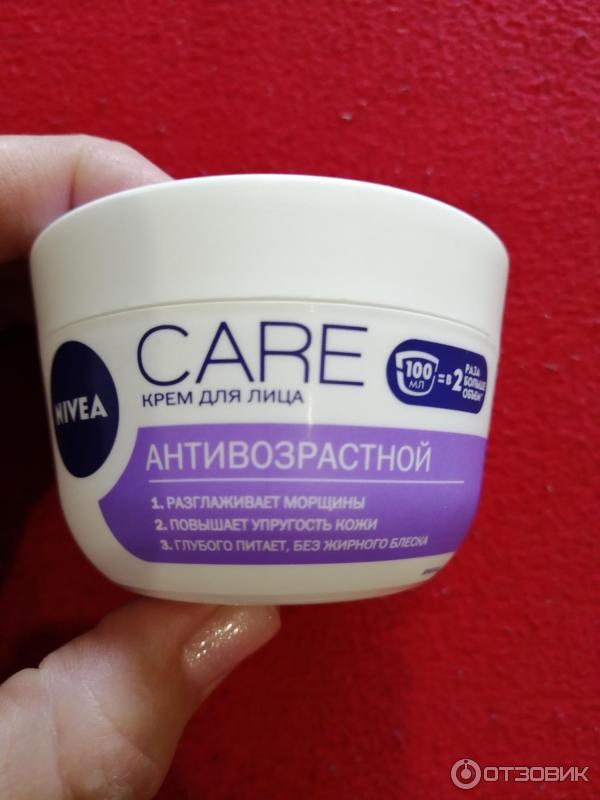 CARE
КРЕМ ДЛЯ ЛИЦА
NIVEA
100 МЛ = В 2 РАЗА БОЛЬШЕ ОБЪЕМ*
АНТИВОЗРАСТНОЙ
1. РАЗГЛАЖИВАЕТ МОРЩИНЫ
2. ПОВЫШАЕТ УПРУГОСТЬ КОЖИ
3. ГЛУБОКО ПИТАЕТ, БЕЗ ЖИРНОГО БЛЕСКА
ОТЗОВИК